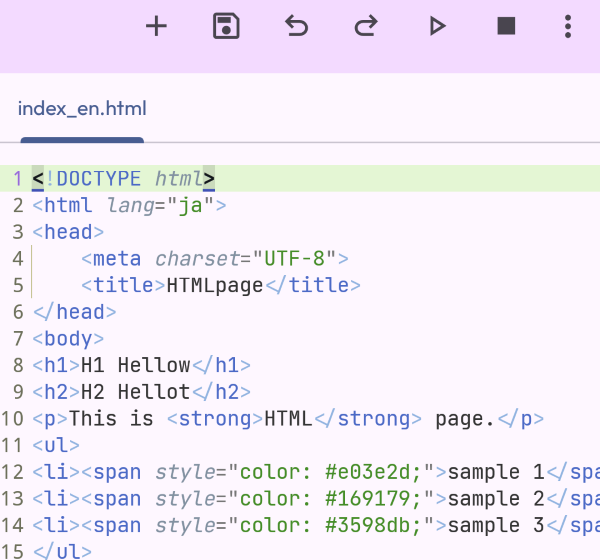 index_en.html
1 <!DOCTYPE html>
2 <html lang="ja">
3 <head>
4     <meta charset="UTF-8">
5     <title>HTMLpage</title>
6 </head>
7 <body>
8 <h1>H1 Hellow</h1>
9 <h2>H2 Hellot</h2>
10 <p>This is <strong>HTML</strong> page.</p>
11 <ul>
12 <li><span style="color: #e03e2d;">sample 1</spa
13 <li><span style="color: #169179;">sample 2</spa
14 <li><span style="color: #3598db;">sample 3</spa
15 </ul>